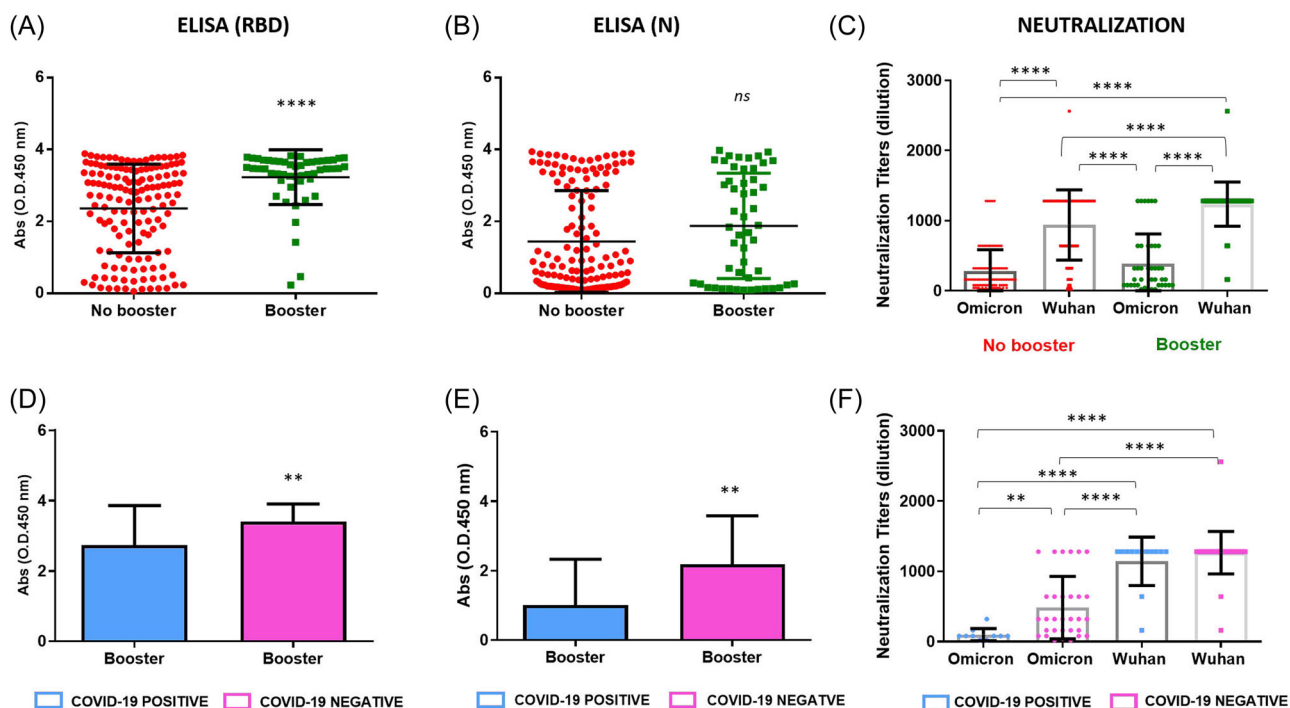 (A) ELISA (RBD)
Abs (O.D.450 nm)
6
4
2
0
****
No booster Booster
(B) ELISA (N)
Abs (O.D.450 nm)
6
4
2
0
ns
No booster Booster
(C) NEUTRALIZATION
Neutralization Titers (dilution)
3000
2000
1000
0
****
****
****
**** ****
Omicron Wuhan Omicron Wuhan
No booster Booster
(D)
Abs (O.D.450 nm)
6
4
2
0
**
Booster Booster
COVID-19 POSITIVE COVID-19 NEGATIVE
(E)
Abs (O.D.450 nm)
6
4
2
0
**
Booster Booster
COVID-19 POSITIVE COVID-19 NEGATIVE
(F)
Neutralization Titers (dilution)
3000
2000
1000
0
****
****
****
** ****
Omicron Omicron Wuhan Wuhan
COVID-19 POSITIVE COVID-19 NEGATIVE